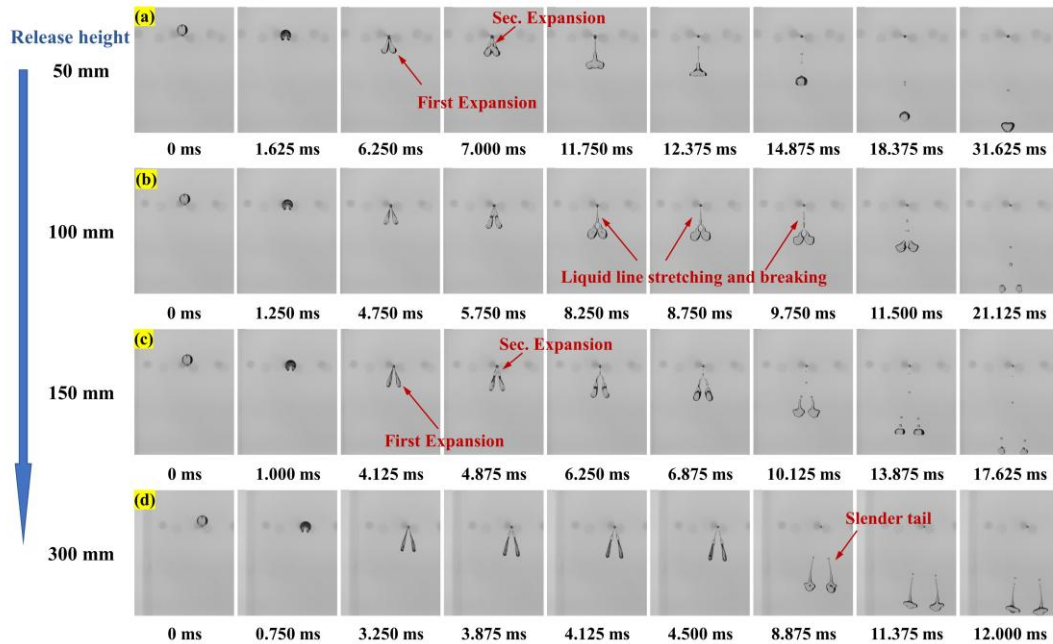 (a)
Release height
50 mm
Sec. Expansion
First Expansion
0 ms 1.625 ms 6.250 ms 7.000 ms 11.750 ms 12.375 ms 14.875 ms 18.375 ms 31.625 ms
(b)
100 mm
Liquid line stretching and breaking
0 ms 1.250 ms 4.750 ms 5.750 ms 8.250 ms 8.750 ms 9.750 ms 11.500 ms 21.125 ms
(c)
150 mm
Sec. Expansion
First Expansion
0 ms 1.000 ms 4.125 ms 4.875 ms 6.250 ms 6.875 ms 10.125 ms 13.875 ms 17.625 ms
(d)
300 mm
Slender tail
0 ms 0.750 ms 3.250 ms 3.875 ms 4.125 ms 4.500 ms 8.975 ms 11.375 ms 12.000 ms